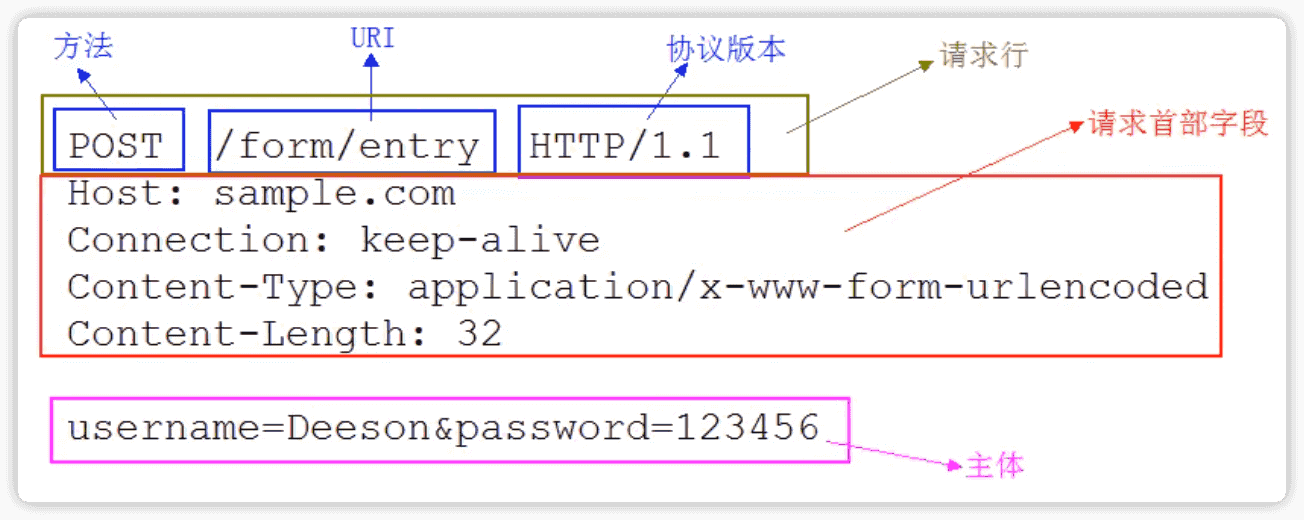 方法 URI 协议版本 请求行
请求首部字段
POST /form/entry HTTP/1.1
Host: sample.com
Connection: keep-alive
Content-Type: application/x-www-form-urlencoded
Content-Length: 32
username=Deeson&password=123456
主体